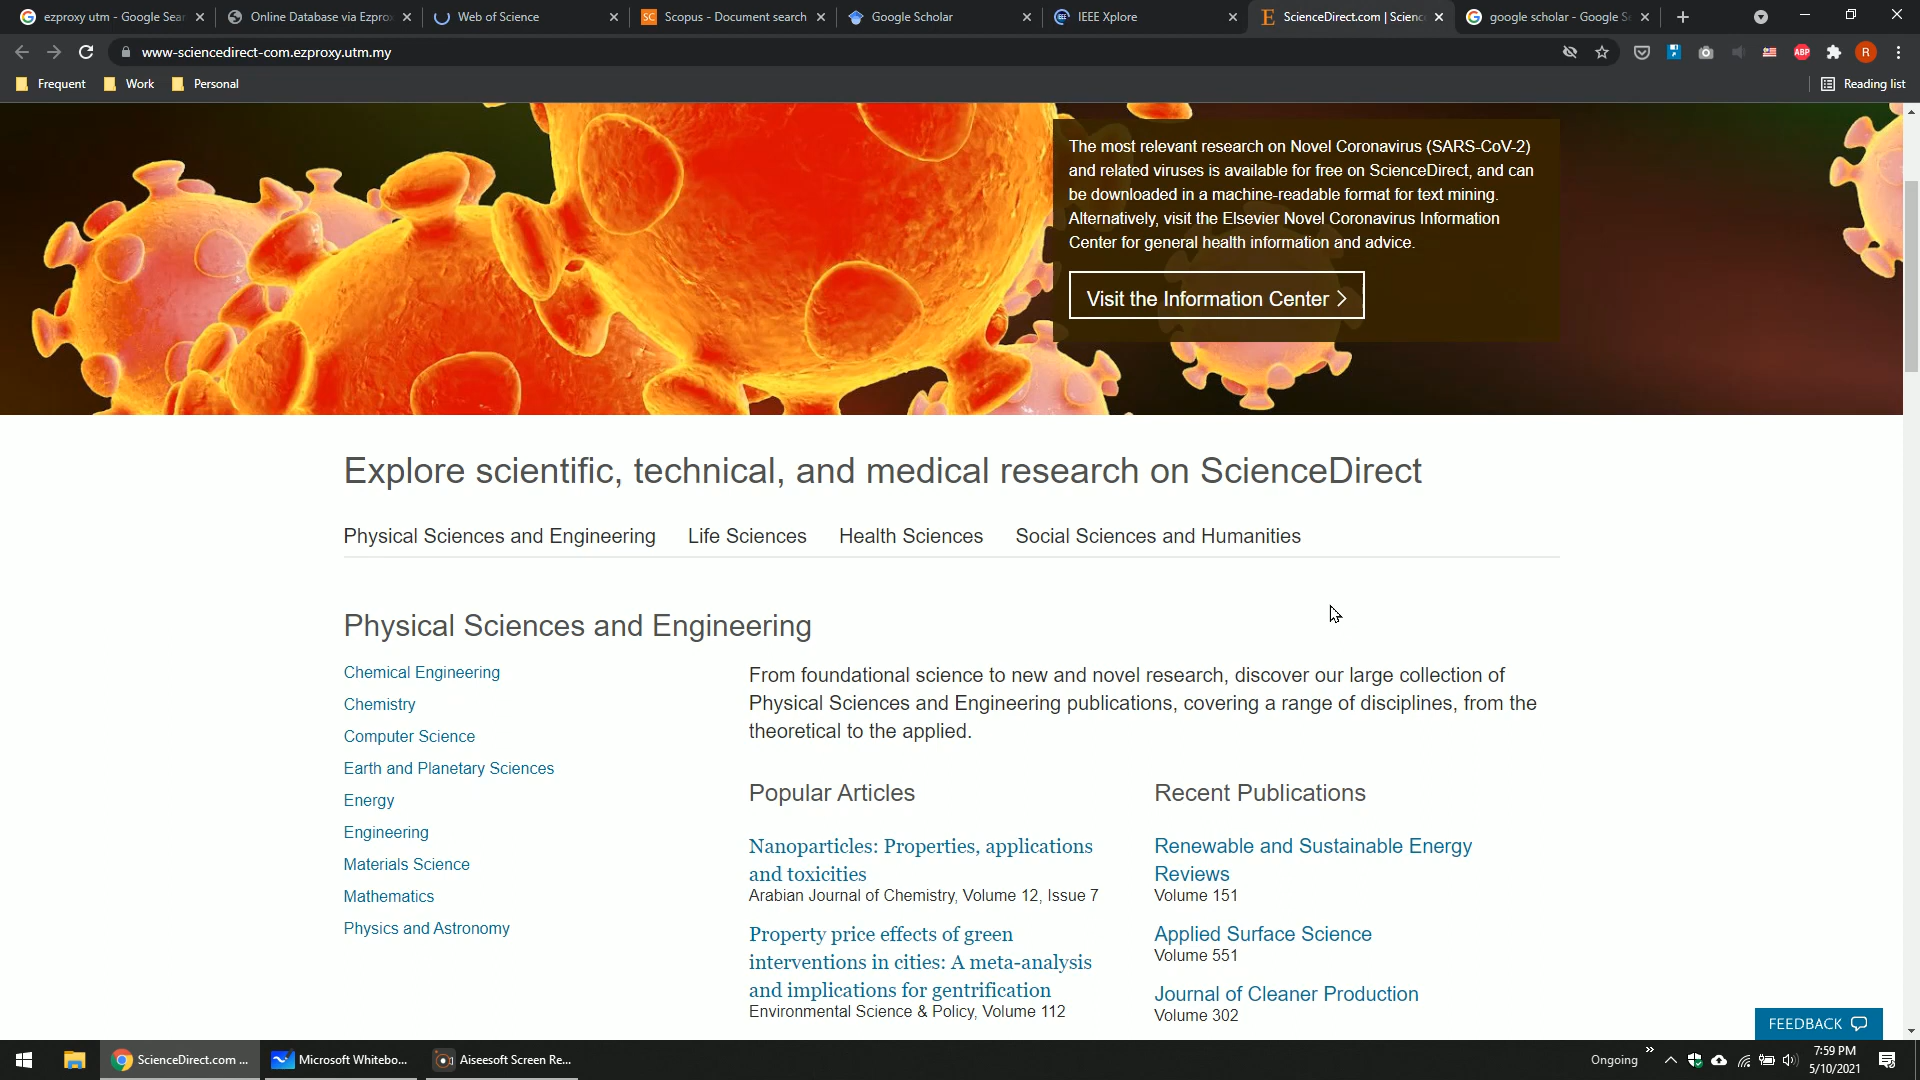 ezproxy utm - Google Sear
Online Database via Ezpro
Web of Science
SC Scopus - Document search
Google Scholar
IEEE Xplore
ScienceDirect.com | Scienc
google scholar - Google S
www-sciencedirect-com.ezproxy.utm.my
ABP
R
Frequent
Work
Personal
Reading list
The most relevant research on Novel Coronavirus (SARS-CoV-2)
and related viruses is available for free on ScienceDirect, and can
be downloaded in a machine-readable format for text mining.
Alternatively, visit the Elsevier Novel Coronavirus Information
Center for general health information and advice.
Visit the Information Center
Explore scientific, technical, and medical research on ScienceDirect
Physical Sciences and Engineering Life Sciences Health Sciences Social Sciences and Humanities
Physical Sciences and Engineering
Chemical Engineering
Chemistry
Computer Science
Earth and Planetary Sciences
Energy
Engineering
Materials Science
Mathematics
Physics and Astronomy
From foundational science to new and novel research, discover our large collection of
Physical Sciences and Engineering publications, covering a range of disciplines, from the
theoretical to the applied.
Popular Articles
Nanoparticles: Properties, applications
and toxicities
Arabian Journal of Chemistry, Volume 12, Issue 7
Property price effects of green
interventions in cities: A meta-analysis
and implications for gentrification
Environmental Science & Policy, Volume 112
Recent Publications
Renewable and Sustainable Energy
Reviews
Volume 151
Applied Surface Science
Volume 551
Journal of Cleaner Production
Volume 302
FEEDBACK
ScienceDirect.com ...
Microsoft Whitebo...
Aiseesoft Screen Re...
Ongoing
7:59 PM
5/10/2021